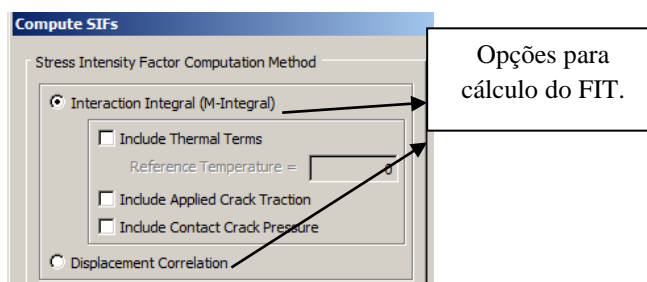 Compute SIFs
Stress Intensity Factor Computation Method
Interaction Integral (M-Integral)
Include Thermal Terms
Reference Temperature = 0
Include Applied Crack Traction
Include Contact Crack Pressure
Displacement Correlation
Opções para
cálculo do FIT.